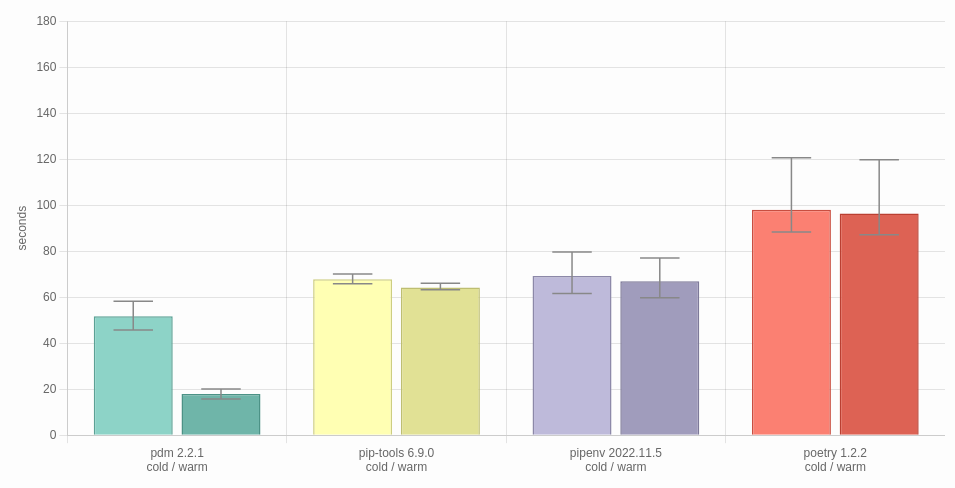 180
160
140
120
100
80
60
40
20
0
seconds
pdm 2.2.1
cold / warm
pip-tools 6.9.0
cold / warm
pipenv 2022.11.5
cold / warm
poetry 1.2.2
cold / warm